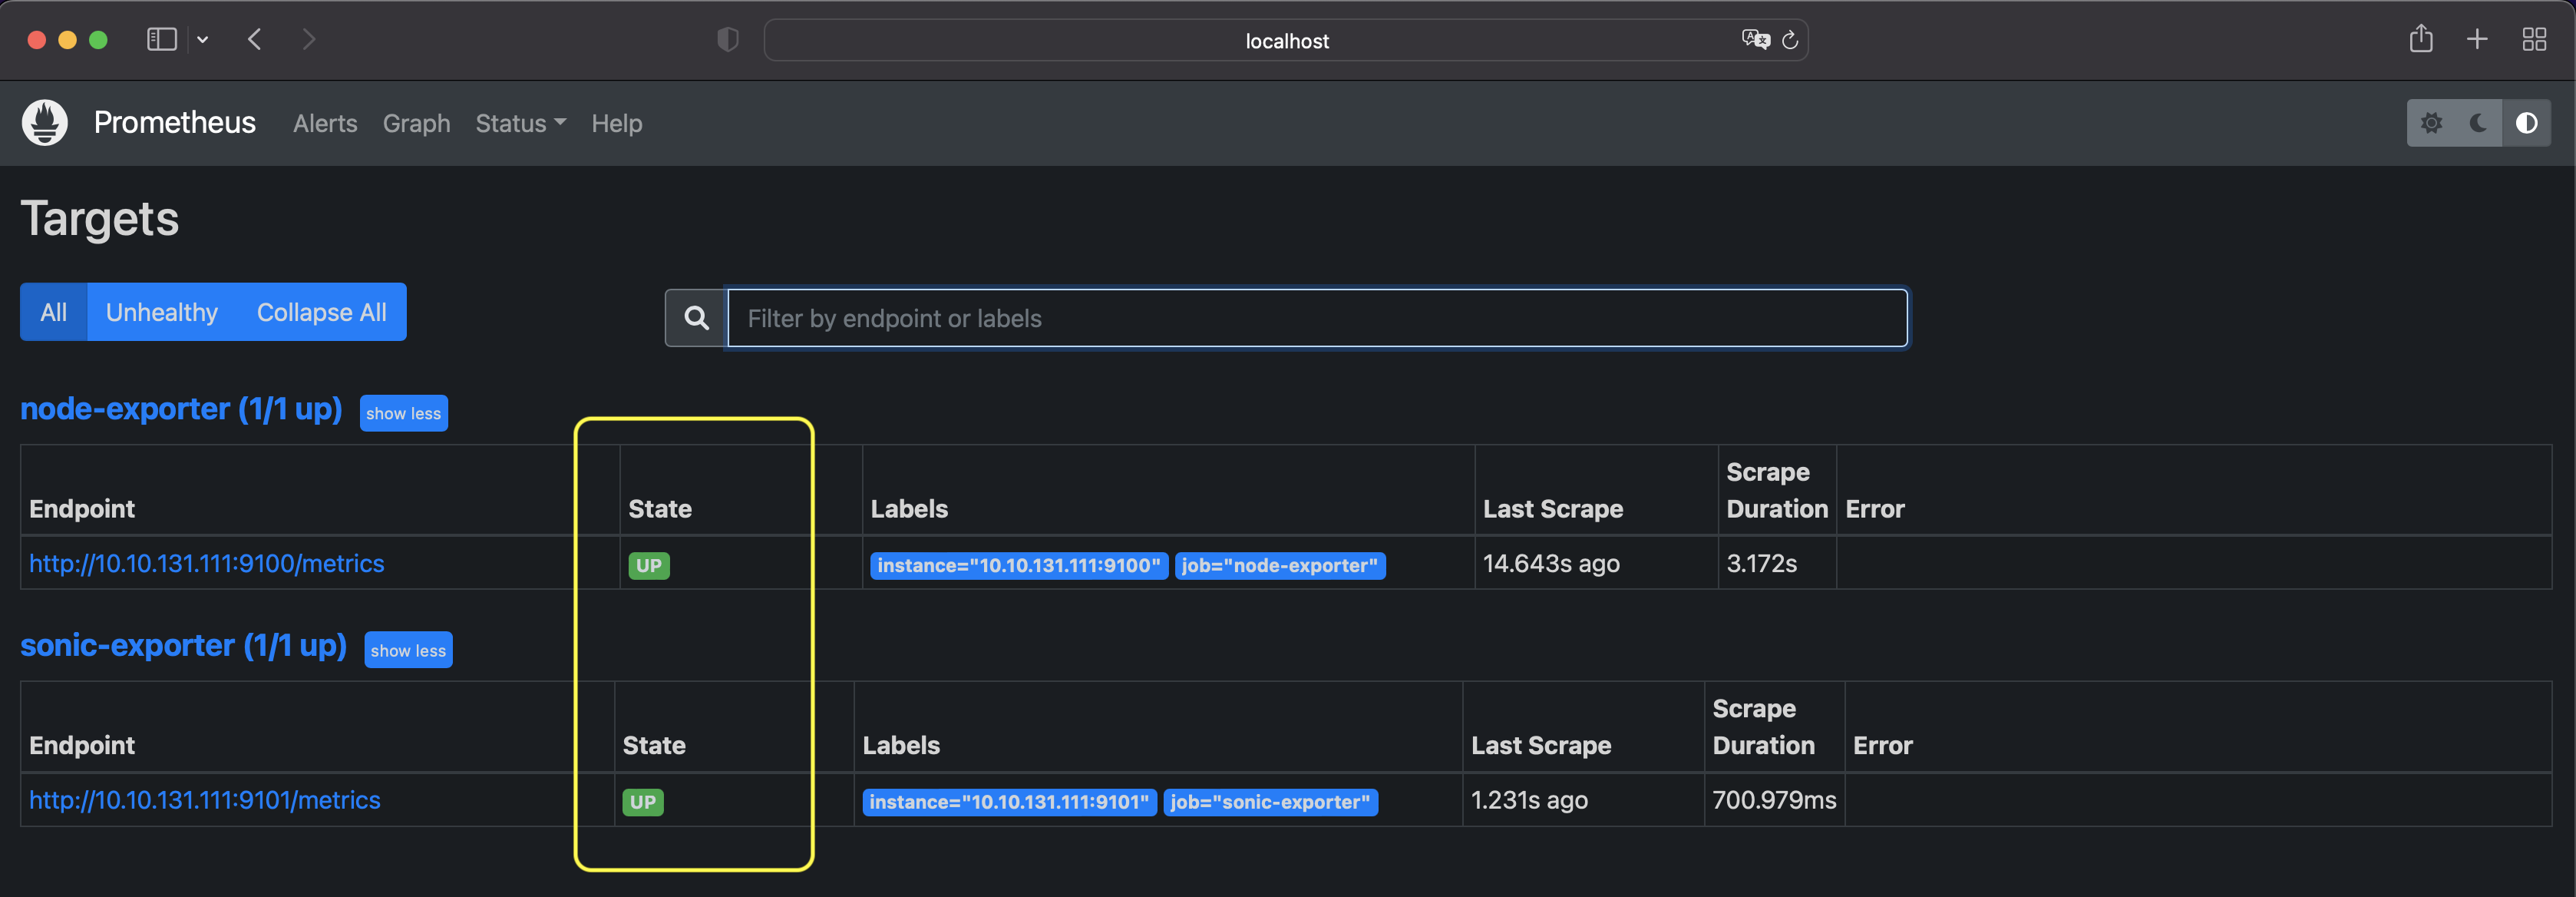 localhost
Prometheus Alerts Graph Status Help
Targets
All Unhealthy Collapse All
Filter by endpoint or labels
node-exporter (1/1 up) show less
Endpoint State Labels Last Scrape Scrape Duration Error
http://10.10.131.111:9100/metrics UP instance="10.10.131.111:9100" job="node-exporter" 14.643s ago 3.172s
sonic-exporter (1/1 up) show less
Endpoint State Labels Last Scrape Scrape Duration Error
http://10.10.131.111:9101/metrics UP instance="10.10.131.111:9101" job="sonic-exporter" 1.231s ago 700.979ms